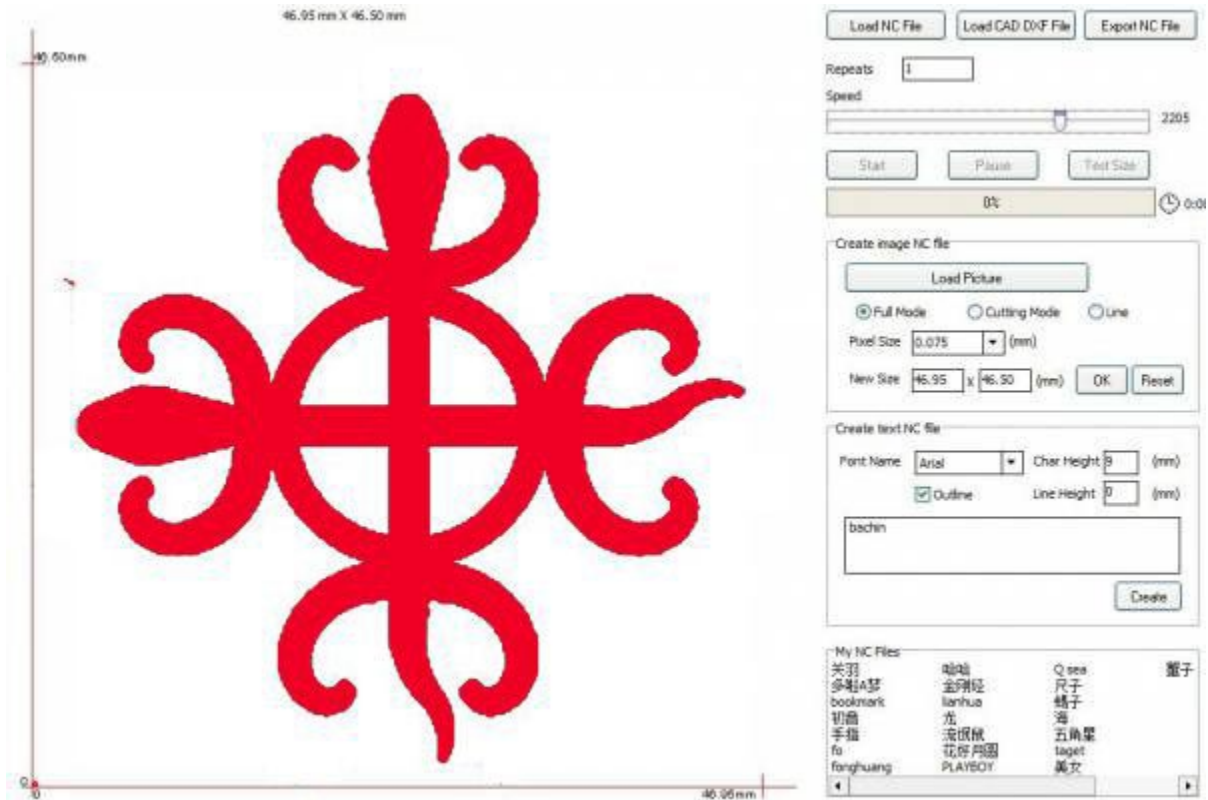 46.95 mm X 46.50 mm
46.60mm
0
0
46.96mm
Load NC File
Load CAD DXF File
Export NC File
Repeats 1
Speed
2205
Start
Pause
Test Size
0%
Create image NC file
Load Picture
Full Mode
Cutting Mode
Line
Pixel Size 0.075 (mm)
New Size 46.95 x 46.50 (mm) OK Reset
Create text NC file
Font Name Arial Char Height 9 (mm)
Outline Line Height 0 (mm)
bachin
Create
My NC Files
关羽 哈哈 Q sea 蟹子
多啦A梦 金刚经 尺子
bookmark lianhua
初音 龙 海
手指 流氓鼠 五角星
fo 花好月圆 taget
fonghuang PLAYBOY 美女